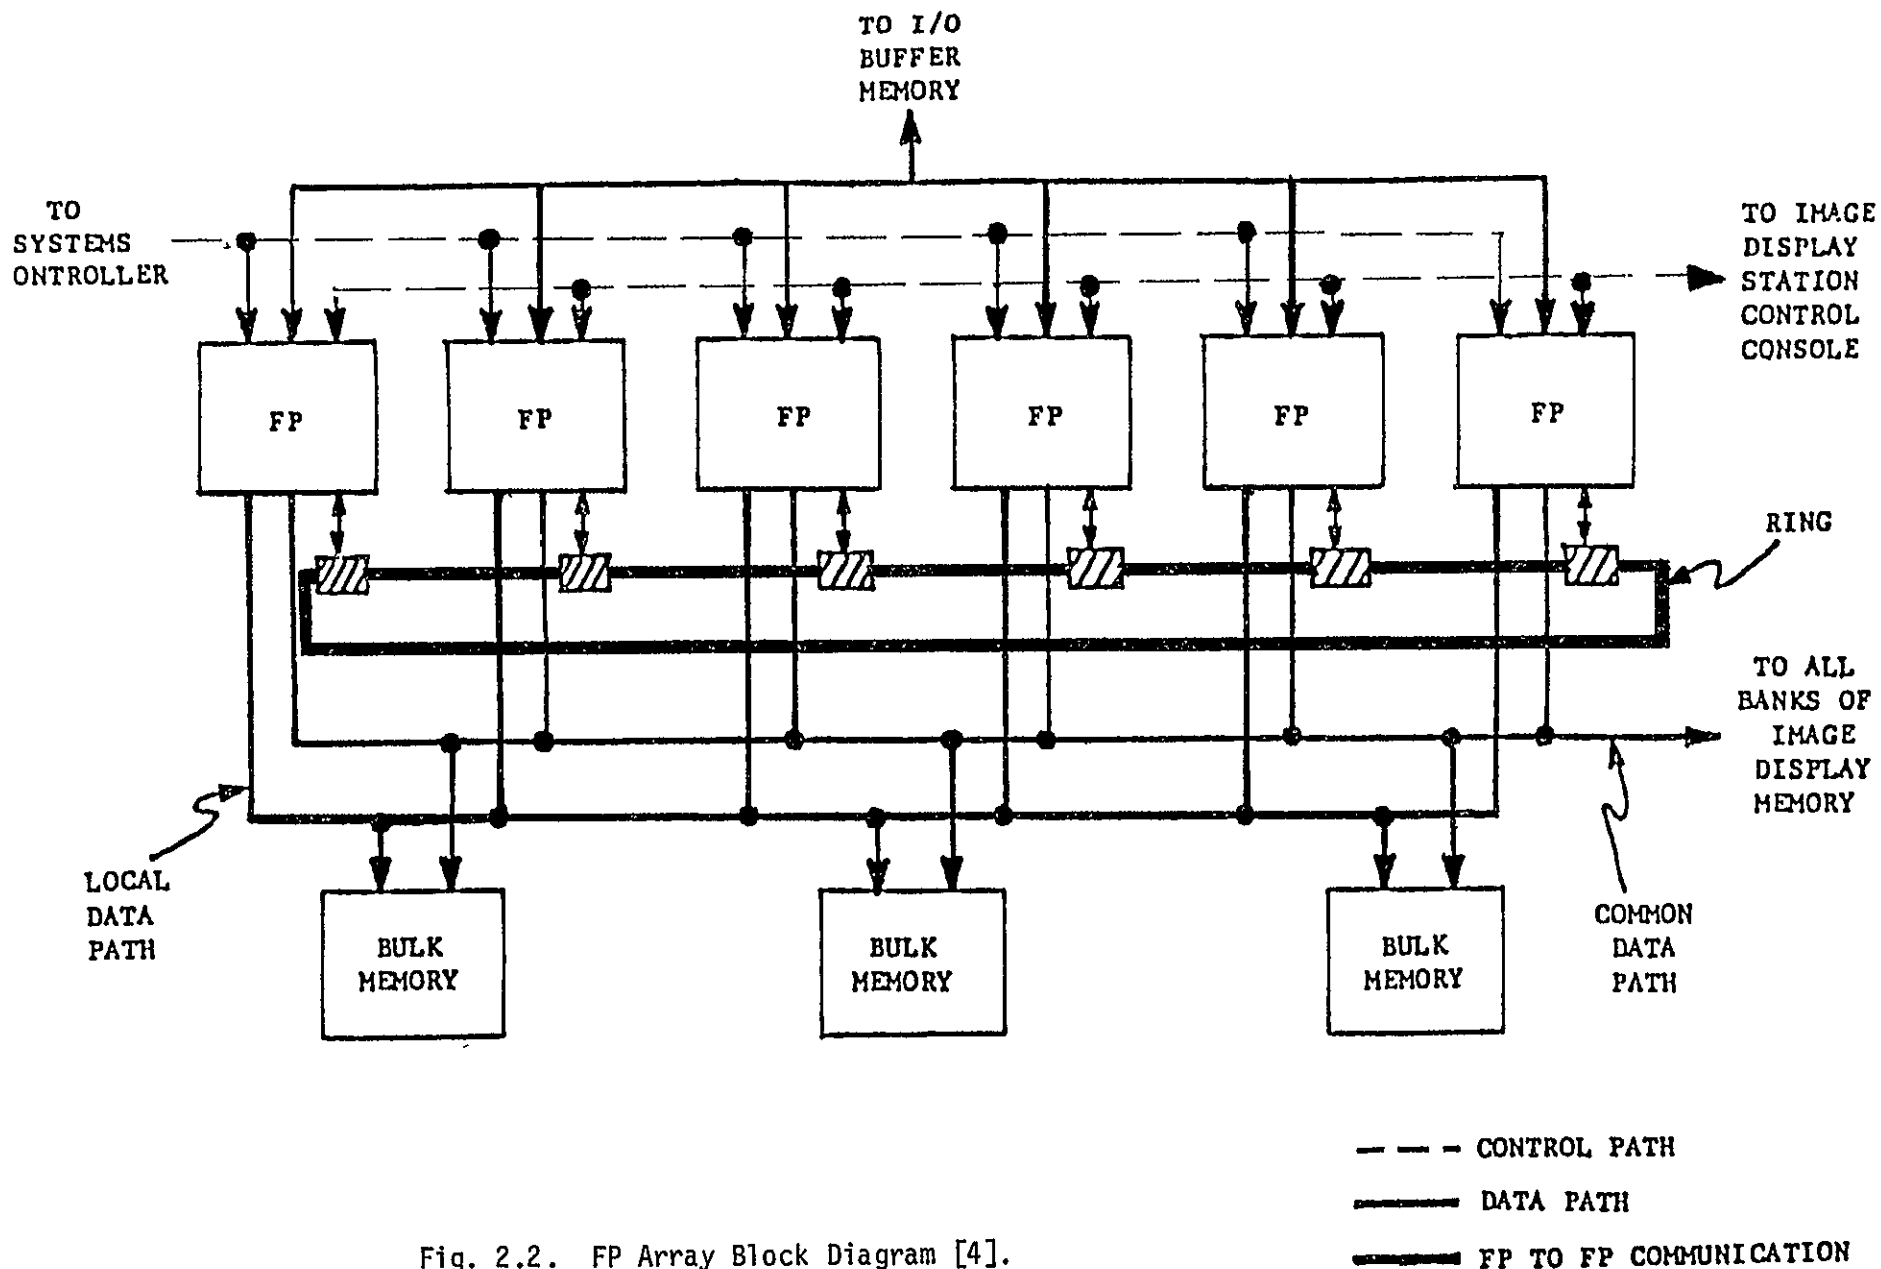 TO I/O
BUFFER
MEMORY
TO
SYSTEMS
ONTROLLER
TO IMAGE
DISPLAY
STATION
CONTROL
CONSOLE
FP
FP
FP
FP
FP
FP
RING
TO ALL
BANKS OF
IMAGE
DISPLAY
MEMORY
LOCAL
DATA
PATH
BULK
MEMORY
BULK
MEMORY
BULK
MEMORY
COMMON
DATA
PATH
CONTROL PATH
DATA PATH
FP TO FP COMMUNICATION
Fig. 2.2. FP Array Block Diagram [4].